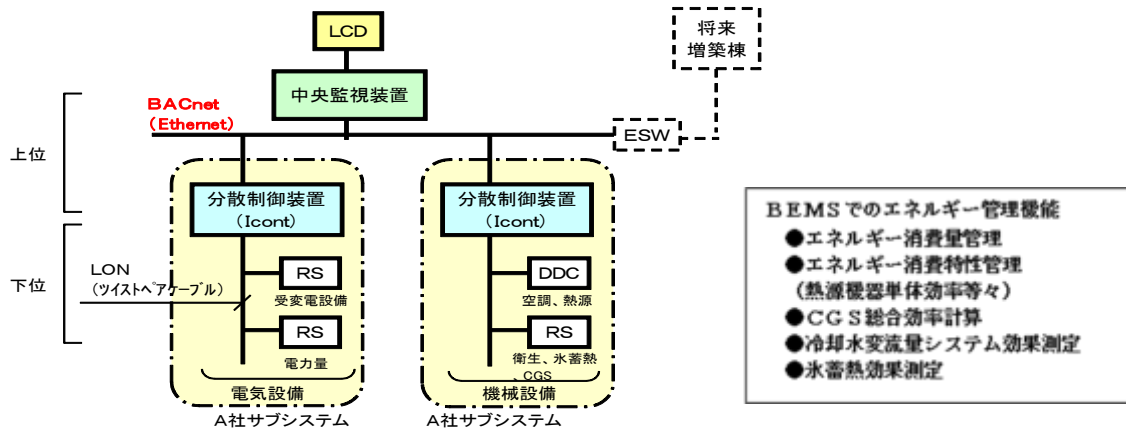 LCD
将来
増築棟
中央監視装置
BACnet
(Ethernet)
ESW
上位
分散制御装置
(Icont)
分散制御装置
(Icont)
下位
LON
(ツイストペアケーブル)
RS
受変電設備
RS
電力量
電気設備
A社サブシステム
DDC
空調、熱源
RS
衛生、氷蓄熱
、CGS
機械設備
A社サブシステム
BEMSでのエネルギー管理機能
●エネルギー消費量管理
●エネルギー消費特性管理
(熱源機器単体効率等々)
●CGS総合効率計算
●冷却水変流量システム効果測定
●氷蓄熱効果測定